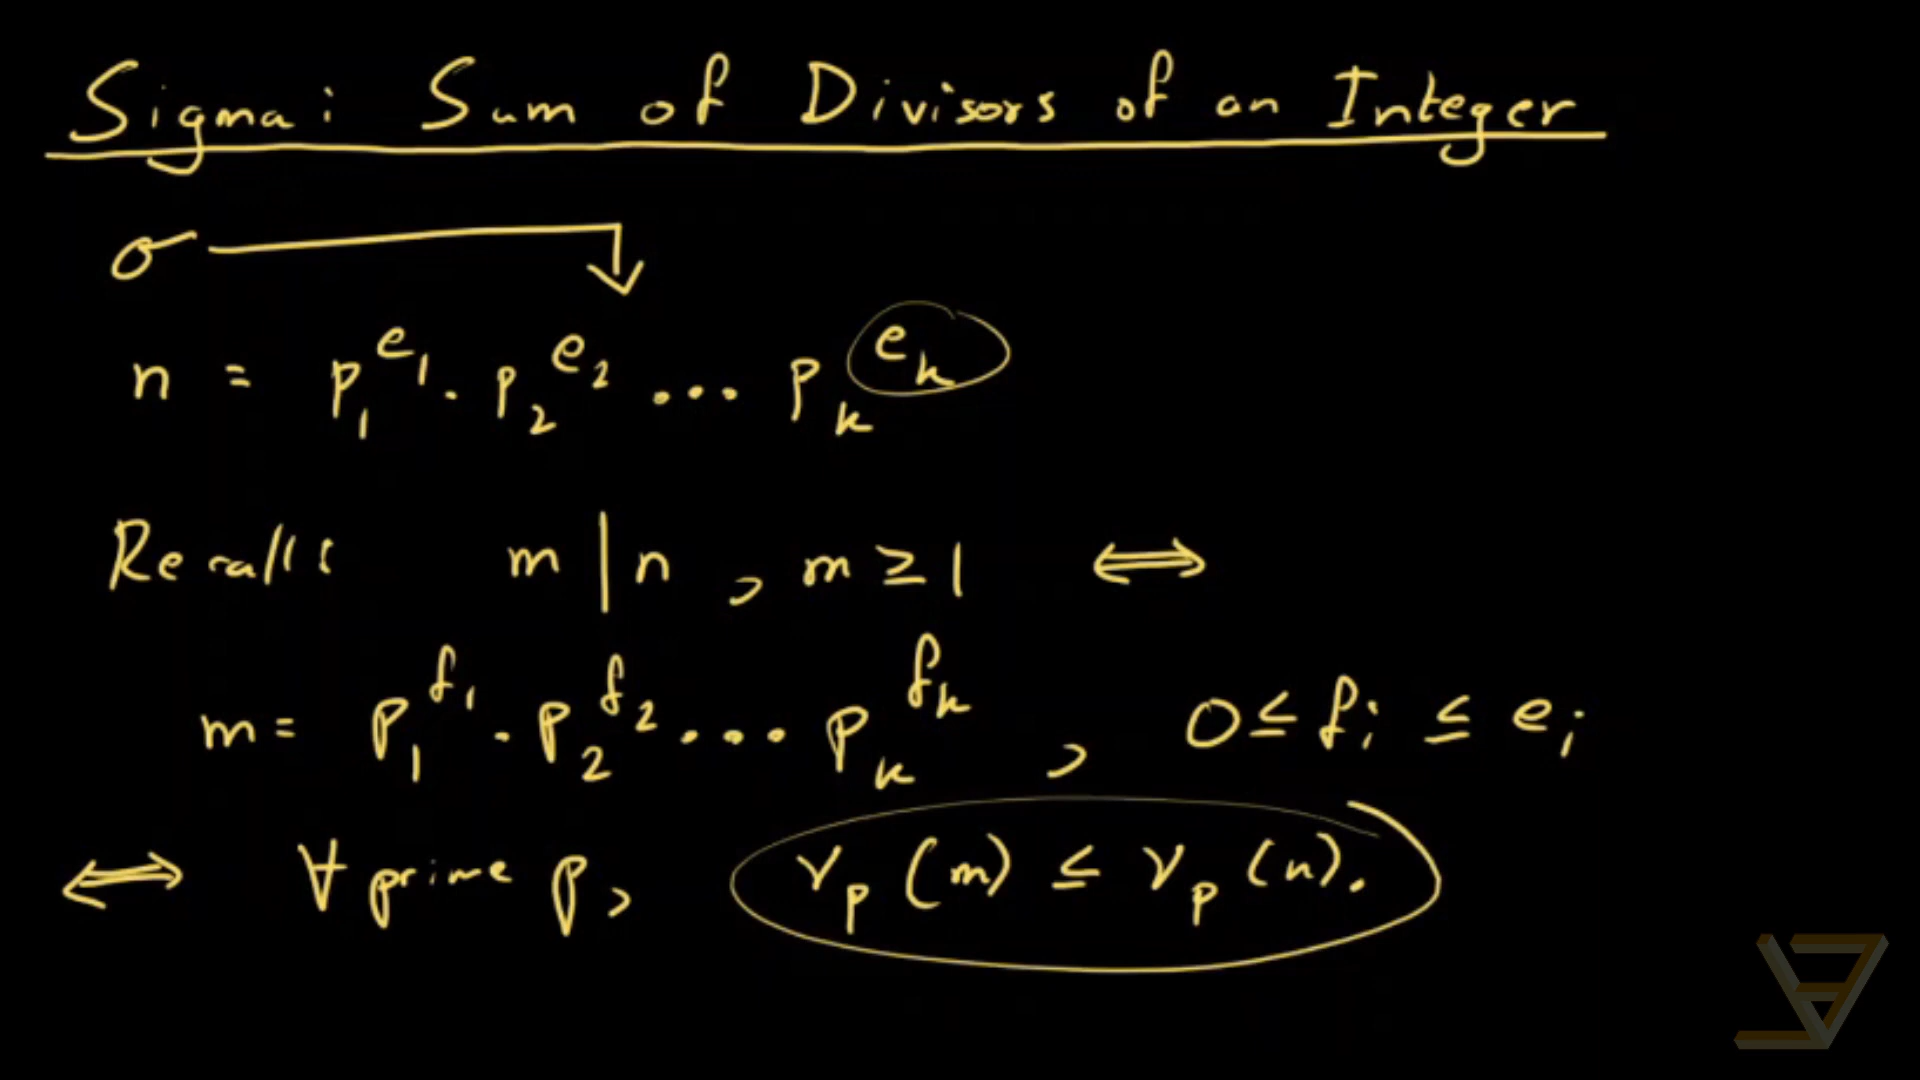 Sigma: Sum of Divisors of an Integer
σ
n = p₁^{e₁} · p₂^{e₂} ... p_k^{e_k}
Recall: m | n , m ≥ 1 ⟺
m = p₁^{f₁} · p₂^{f₂} ... p_k^{f_k} , 0 ≤ f_i ≤ e_i
⟺ ∀ prime p, ν_p(m) ≤ ν_p(n).